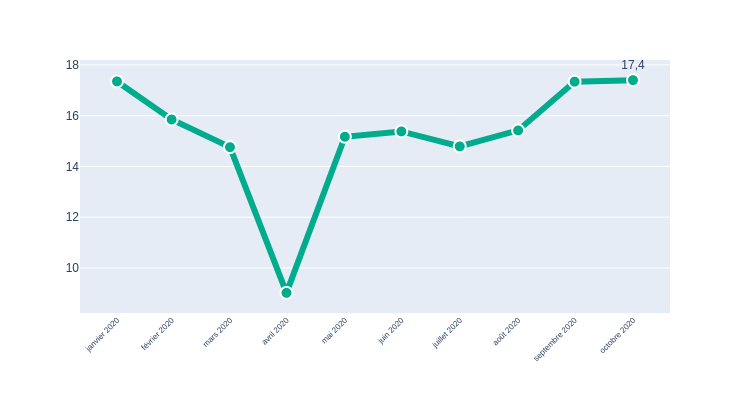 17,4
18
16
14
12
10
janvier 2020
février 2020
mars 2020
avril 2020
mai 2020
juin 2020
juillet 2020
août 2020
septembre 2020
octobre 2020